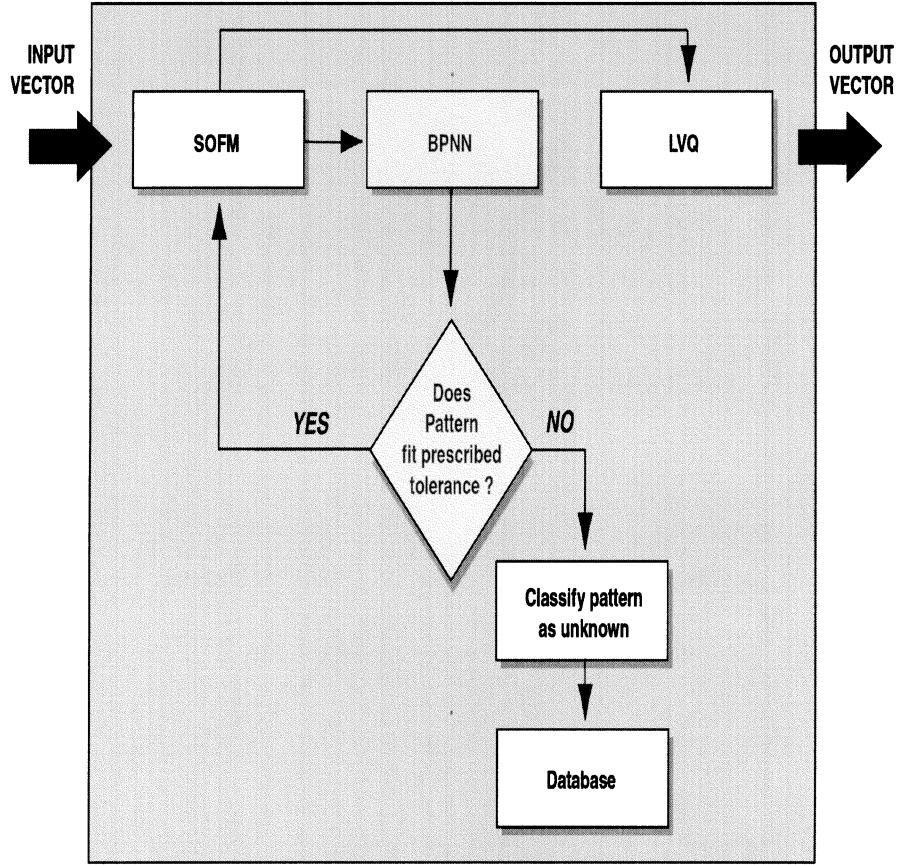 INPUT
VECTOR
OUTPUT
VECTOR
SOFM
BPNN
LVQ
Does
Pattern
fit prescribed
tolerance ?
YES
NO
Classify pattern
as unknown
Database